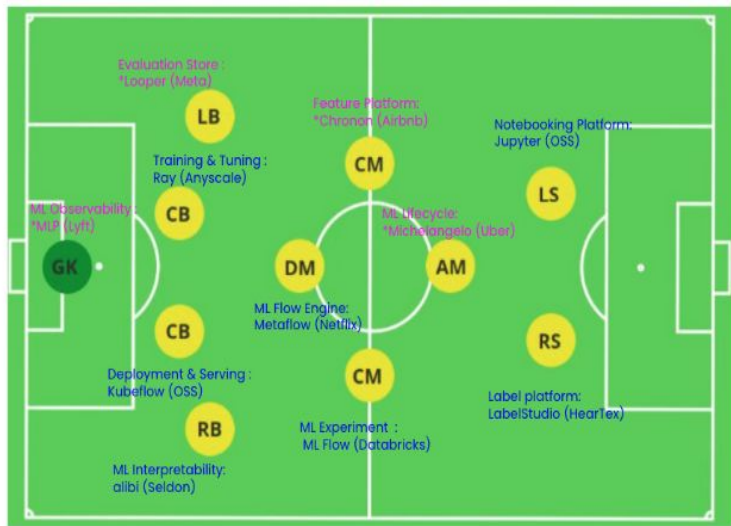 Evaluation Store :
*Looper (Meta)
LB
Training & Tuning :
Ray (Anyscale)
CB
ML Observability :
*MLP (Lyft)
GK
CB
Deployment & Serving :
Kubeflow (OSS)
RB
ML Interpretability:
alibi (Seldon)
Feature Platform:
*Chronon (Airbnb)
CM
DM
ML Flow Engine:
Metaflow (Netflix)
ML Lifecycle:
*Michelangelo (Uber)
AM
CM
ML Experiment :
ML Flow (Databricks)
Notebooking Platform:
Jupyter (OSS)
LS
RS
Label platform:
LabelStudio (HearTex)